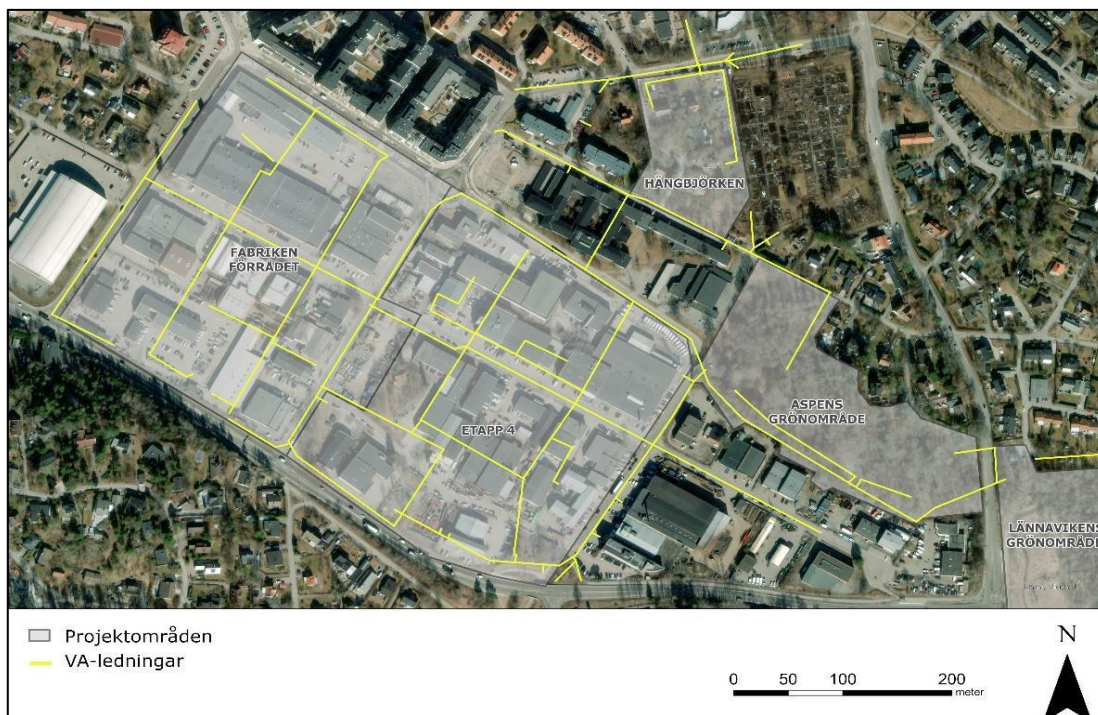 HÄNGBJÖRKEN
FABRIKEN
FÖRRÅDET
ASPENS
GRÖNOMRÅDE
ETAPP 4
LÄNNAVIKENS
GRÖNOMRÅDE
Projektområden
VA-ledningar
N
0 50 100 200
meter